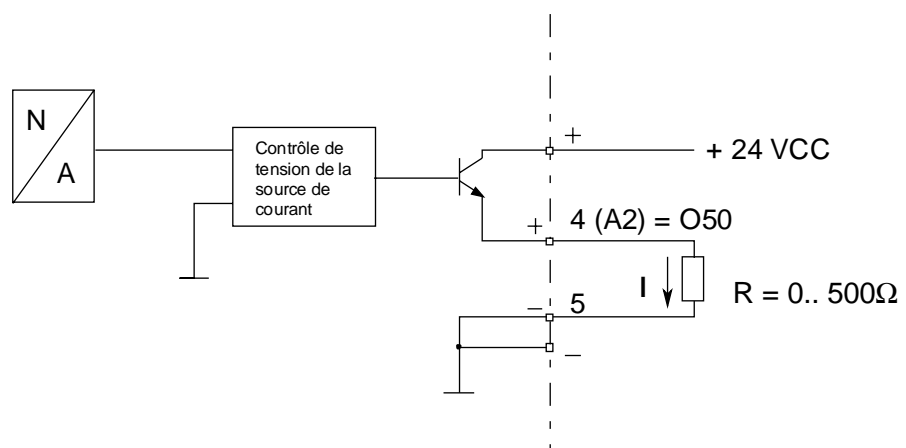 N
A
Contrôle de
tension de la
source de
courant
+
+ 24 VCC
+
4 (A2) = O50
I
R = 0.. 500Ω
–
5
–